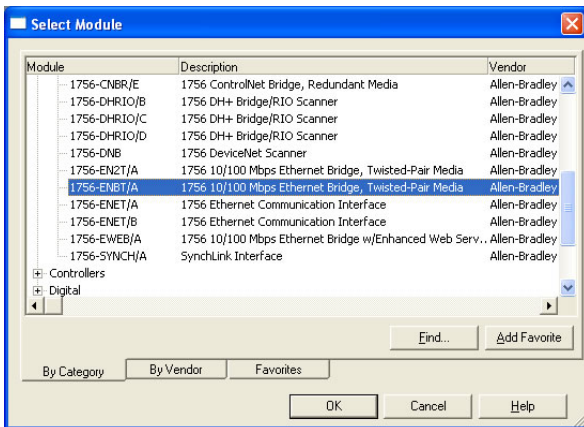 Select Module
Module Description Vendor
1756-CNBR/E 1756 ControlNet Bridge, Redundant Media Allen-Bradley
1756-DHRIO/B 1756 DH+ Bridge/RIO Scanner Allen-Bradley
1756-DHRIO/C 1756 DH+ Bridge/RIO Scanner Allen-Bradley
1756-DHRIO/D 1756 DH+ Bridge/RIO Scanner Allen-Bradley
1756-DNB 1756 DeviceNet Scanner Allen-Bradley
1756-EN2T/A 1756 10/100 Mbps Ethernet Bridge, Twisted-Pair Media Allen-Bradley
1756-ENBT/A 1756 10/100 Mbps Ethernet Bridge, Twisted-Pair Media Allen-Bradley
1756-ENET/A 1756 Ethernet Communication Interface Allen-Bradley
1756-ENET/B 1756 Ethernet Communication Interface Allen-Bradley
1756-EWEB/A 1756 10/100 Mbps Ethernet Bridge w/Enhanced Web Serv.. Allen-Bradley
1756-SYNCH/A SynchLink Interface Allen-Bradley
Controllers
Digital
Find... Add Favorite
By Category By Vendor Favorites
OK Cancel Help